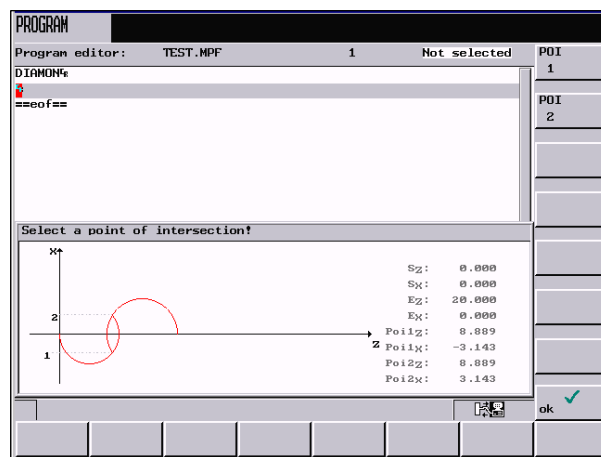 PROGRAM
Program editor: TEST.MPF 1 Not selected
DIAMON
==eof==
Select a point of intersection!
X
2
1
Z
SZ: 0.000
SX: 0.000
EZ: 20.000
EX: 0.000
Poi1Z: 8.889
Poi1X: -3.143
Poi2Z: 8.889
Poi2X: 3.143
POI
1
POI
2
ok